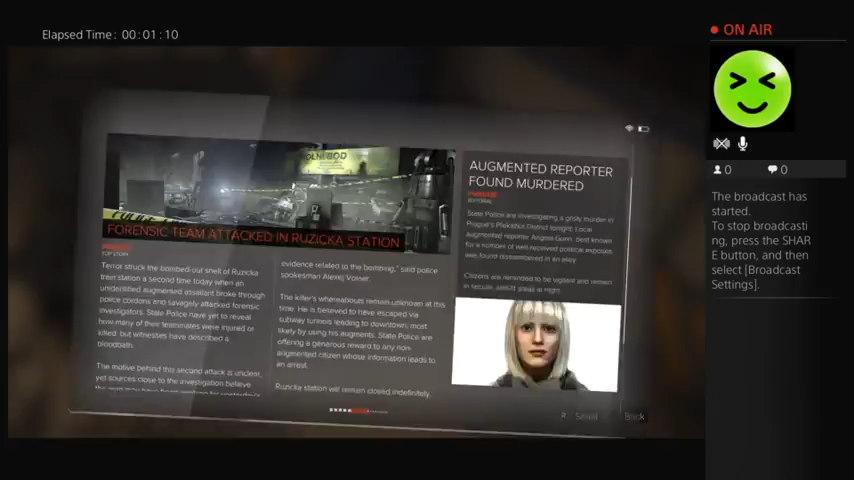 Elapsed Time: 00:01:10
ON AIR
0
0
The broadcast has
started.
To stop broadcasti
ng, press the SHAR
E button, and then
select [Broadcast
Settings].
POLICE
FORENSIC TEAM ATTACKED IN RUZICKA STATION
TOP STORY
Terror struck the bombed-out shell of Ruzicka
train station a second time today when an
unidentified augmented assailant broke through
police cordons and savagely attacked forensic
investigators. State Police have yet to reveal
how many of their teammates were injured or
killed, but witnesses have described a
bloodbath.
The motive behind this second attack is unclear,
yet sources close to the investigation believe
evidence related to the bombing," said police
spokesman Alexej Vomer.
The killer's whereabouts remain unknown at this
time. He is believed to have escaped via
subway tunnels leading to downtown, most
likely by using his augments. State Police are
offering a generous reward to any non-
augmented citizen whose information leads to
an arrest.
Ruzicka station will remain closed indefinitely.
AUGMENTED REPORTER
FOUND MURDERED
EDITORIAL
State Police are investigating a grisly murder in
Prague's District tonight. Local
augmented reporter Angela Gunn, best known
for a number of well-received political exposés
was found dismembered in an alley.
Citizens are reminded to be vigilant and remain
in secure, well-lit areas at night.
R
Scroll
Back